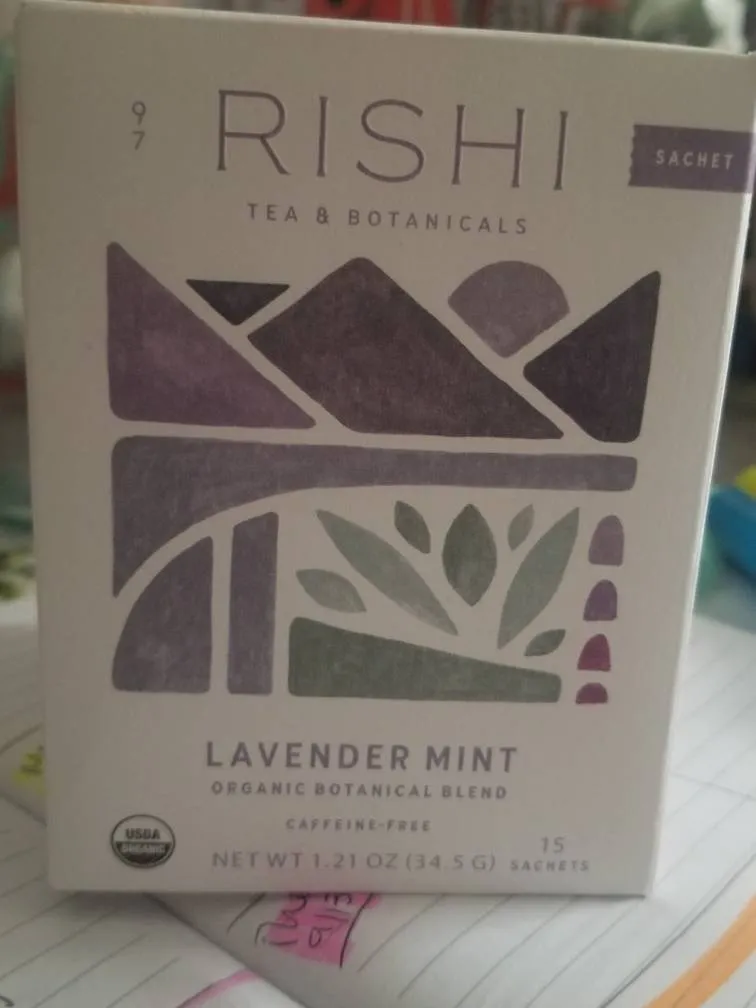 97
RISHI
SACHET
TEA & BOTANICALS
LAVENDER MINT
ORGANIC BOTANICAL BLEND
CAFFEINE-FREE
USDA
ORGANIC
NET WT 1.21 OZ (34.5 G)
15
SACHETS